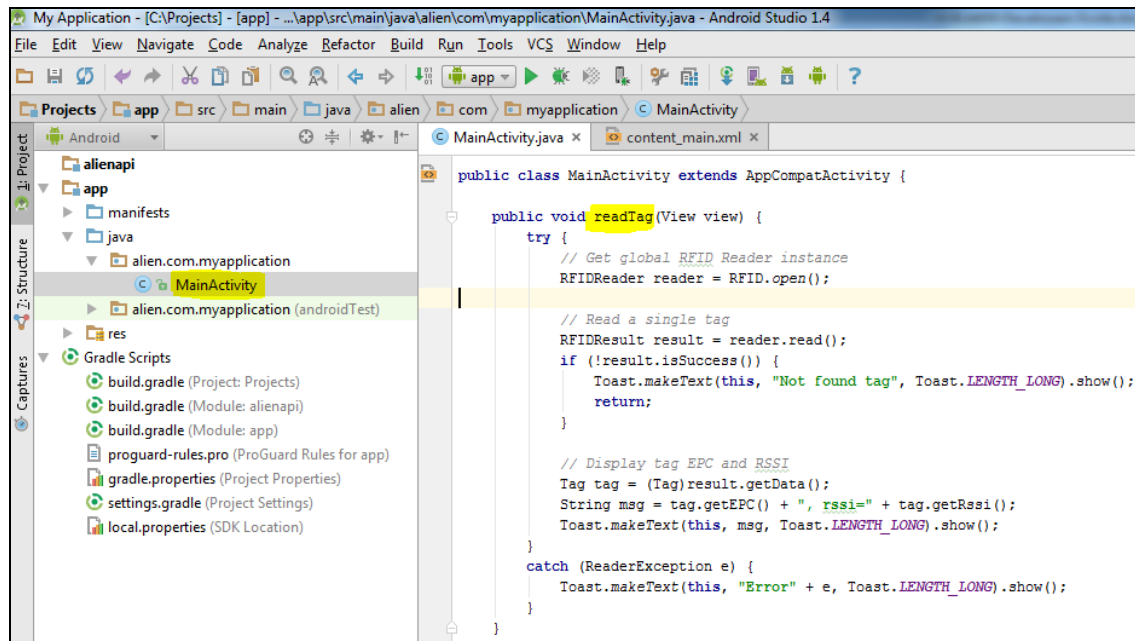 My Application - [C:\Projects] - [app] - ...\app\src\main\java\alien\com\myapplication\MainActivity.java - Android Studio 1.4
File Edit View Navigate Code Analyze Refactor Build Run Tools VCS Window Help
app
?
Projects app src main java alien com myapplication MainActivity
1: Project
7: Structure
Captures
Android
alienapi
app
manifests
java
alien.com.myapplication
MainActivity
alien.com.myapplication (androidTest)
res
Gradle Scripts
build.gradle (Project: Projects)
build.gradle (Module: alienapi)
build.gradle (Module: app)
proguard-rules.pro (ProGuard Rules for app)
gradle.properties (Project Properties)
settings.gradle (Project Settings)
local.properties (SDK Location)
MainActivity.java content_main.xml
public class MainActivity extends AppCompatActivity {
public void readTag(View view) {
try {
// Get global RFID Reader instance
RFIDReader reader = RFID.open();
// Read a single tag
RFIDResult result = reader.read();
if (!result.isSuccess()) {
Toast.makeText(this, "Not found tag", Toast.LENGTH_LONG).show();
return;
}
// Display tag EPC and RSSI
Tag tag = (Tag)result.getData();
String msg = tag.getEPC() + ", rssi=" + tag.getRssi();
Toast.makeText(this, msg, Toast.LENGTH_LONG).show();
}
catch (ReaderException e) {
Toast.makeText(this, "Error" + e, Toast.LENGTH_LONG).show();
}
}